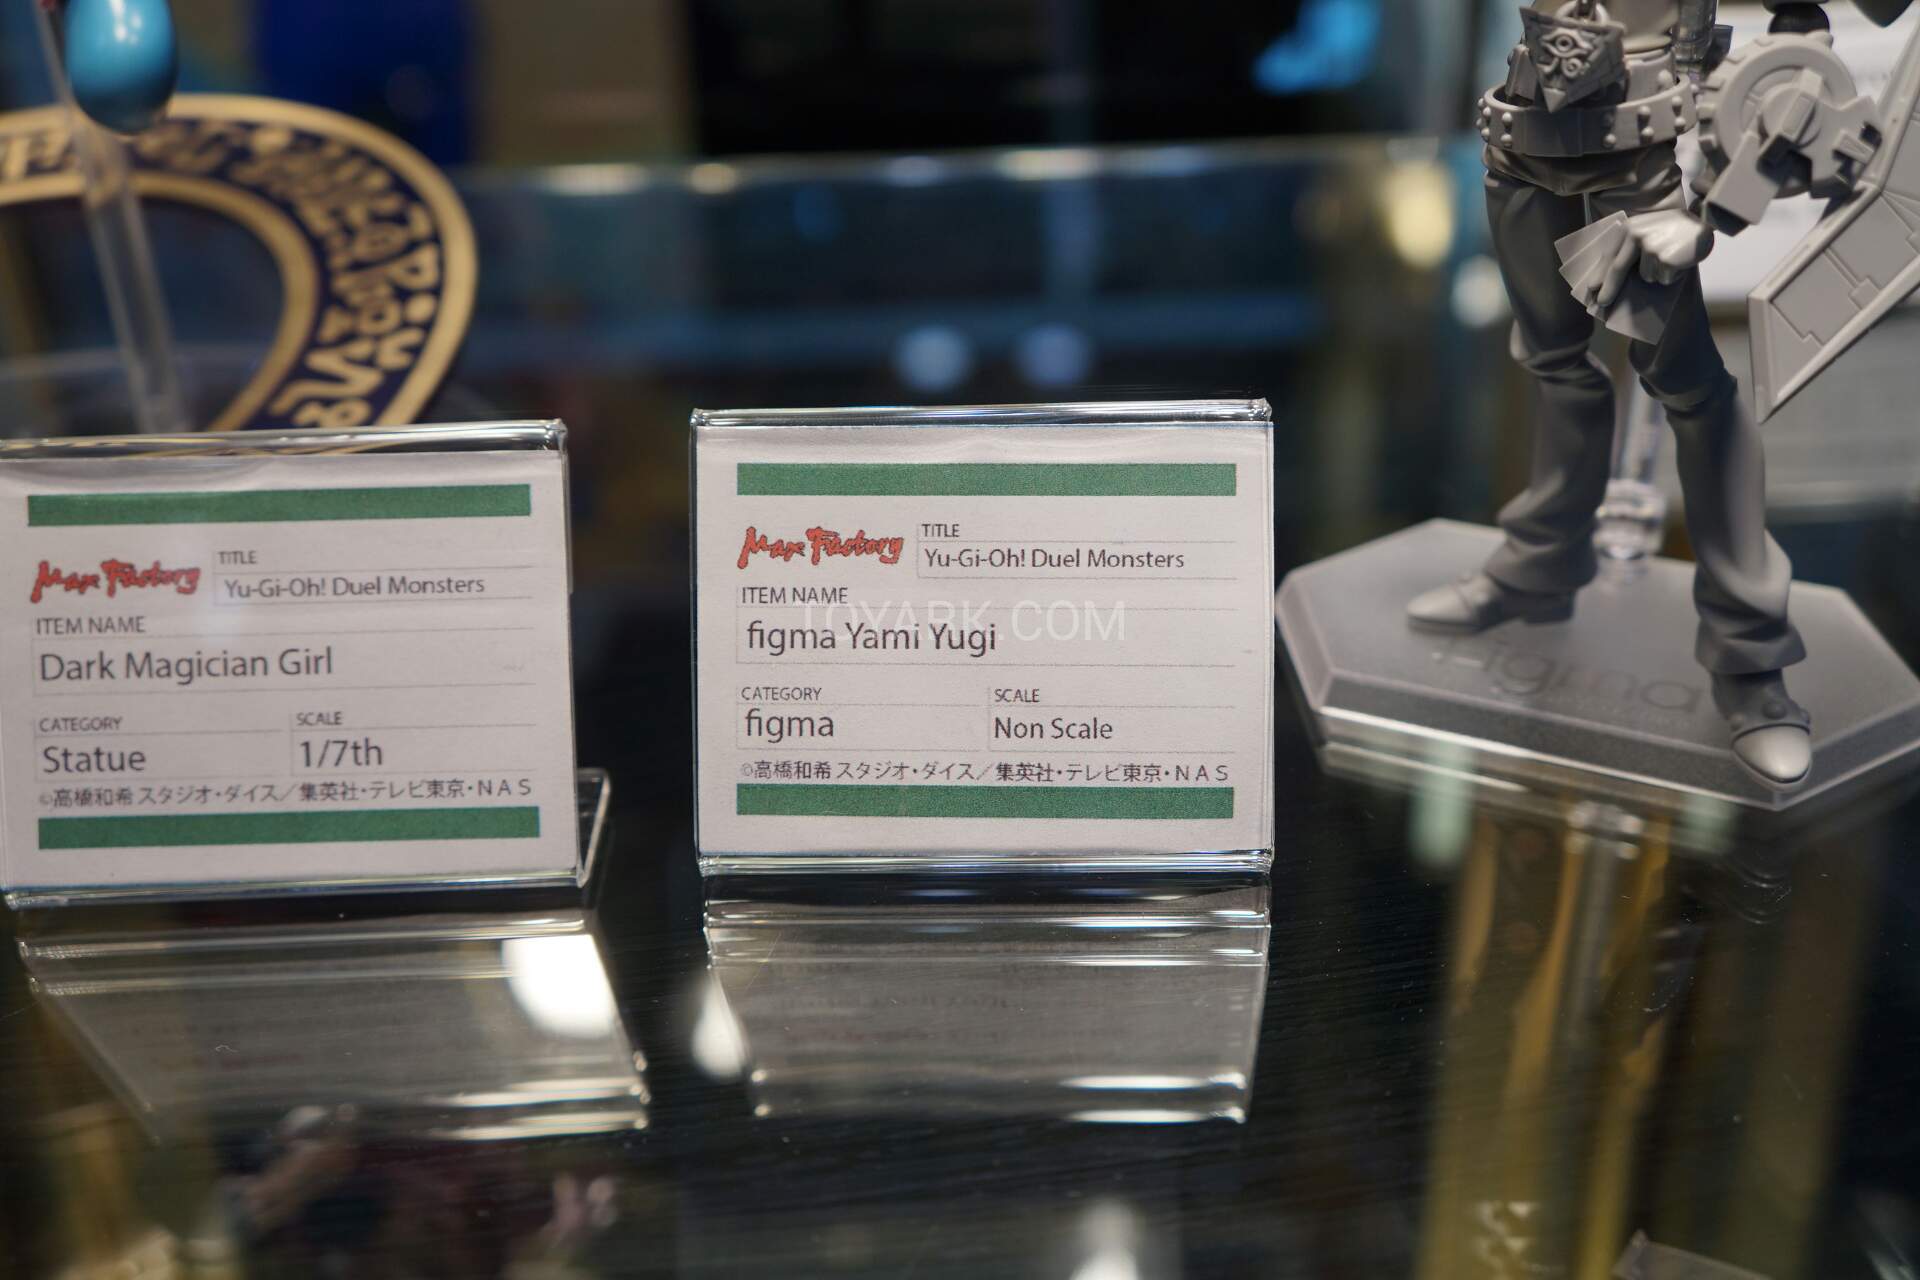 Max Factory
TITLE
Yu-Gi-Oh! Duel Monsters
ITEM NAME
Dark Magician Girl
CATEGORY
Statue
SCALE
1/7th
©高橋和希 スタジオ・ダイス／集英社・テレビ東京・NAS
Max Factory
TITLE
Yu-Gi-Oh! Duel Monsters
ITEM NAME
figma Yami Yugi
CATEGORY
figma
SCALE
Non Scale
©高橋和希 スタジオ・ダイス／集英社・テレビ東京・NAS
TOYARK.COM
figma